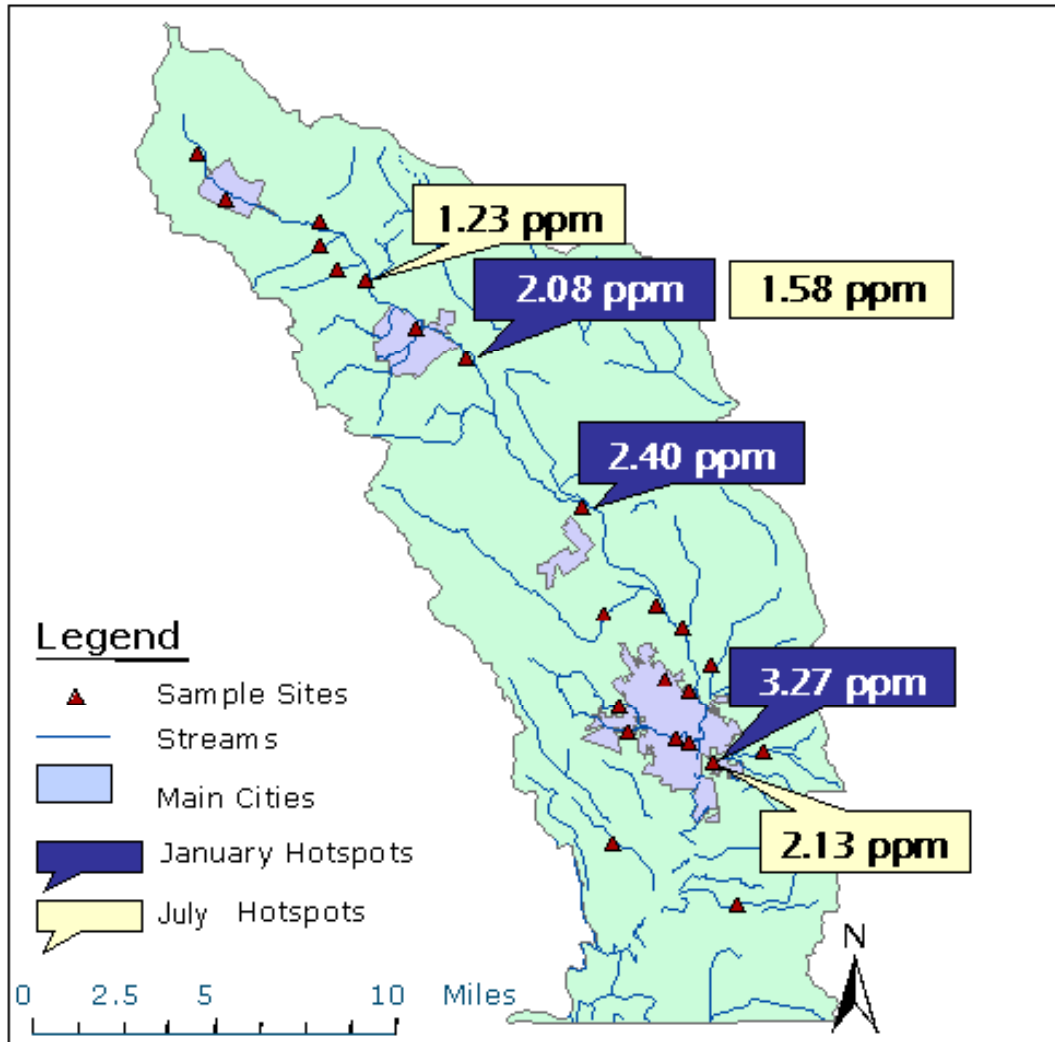 1.23 ppm
2.08 ppm
1.58 ppm
2.40 ppm
3.27 ppm
2.13 ppm
Legend
Sample Sites
Streams
Main Cities
January Hotspots
July Hotspots
0 2.5 5 10 Miles
N